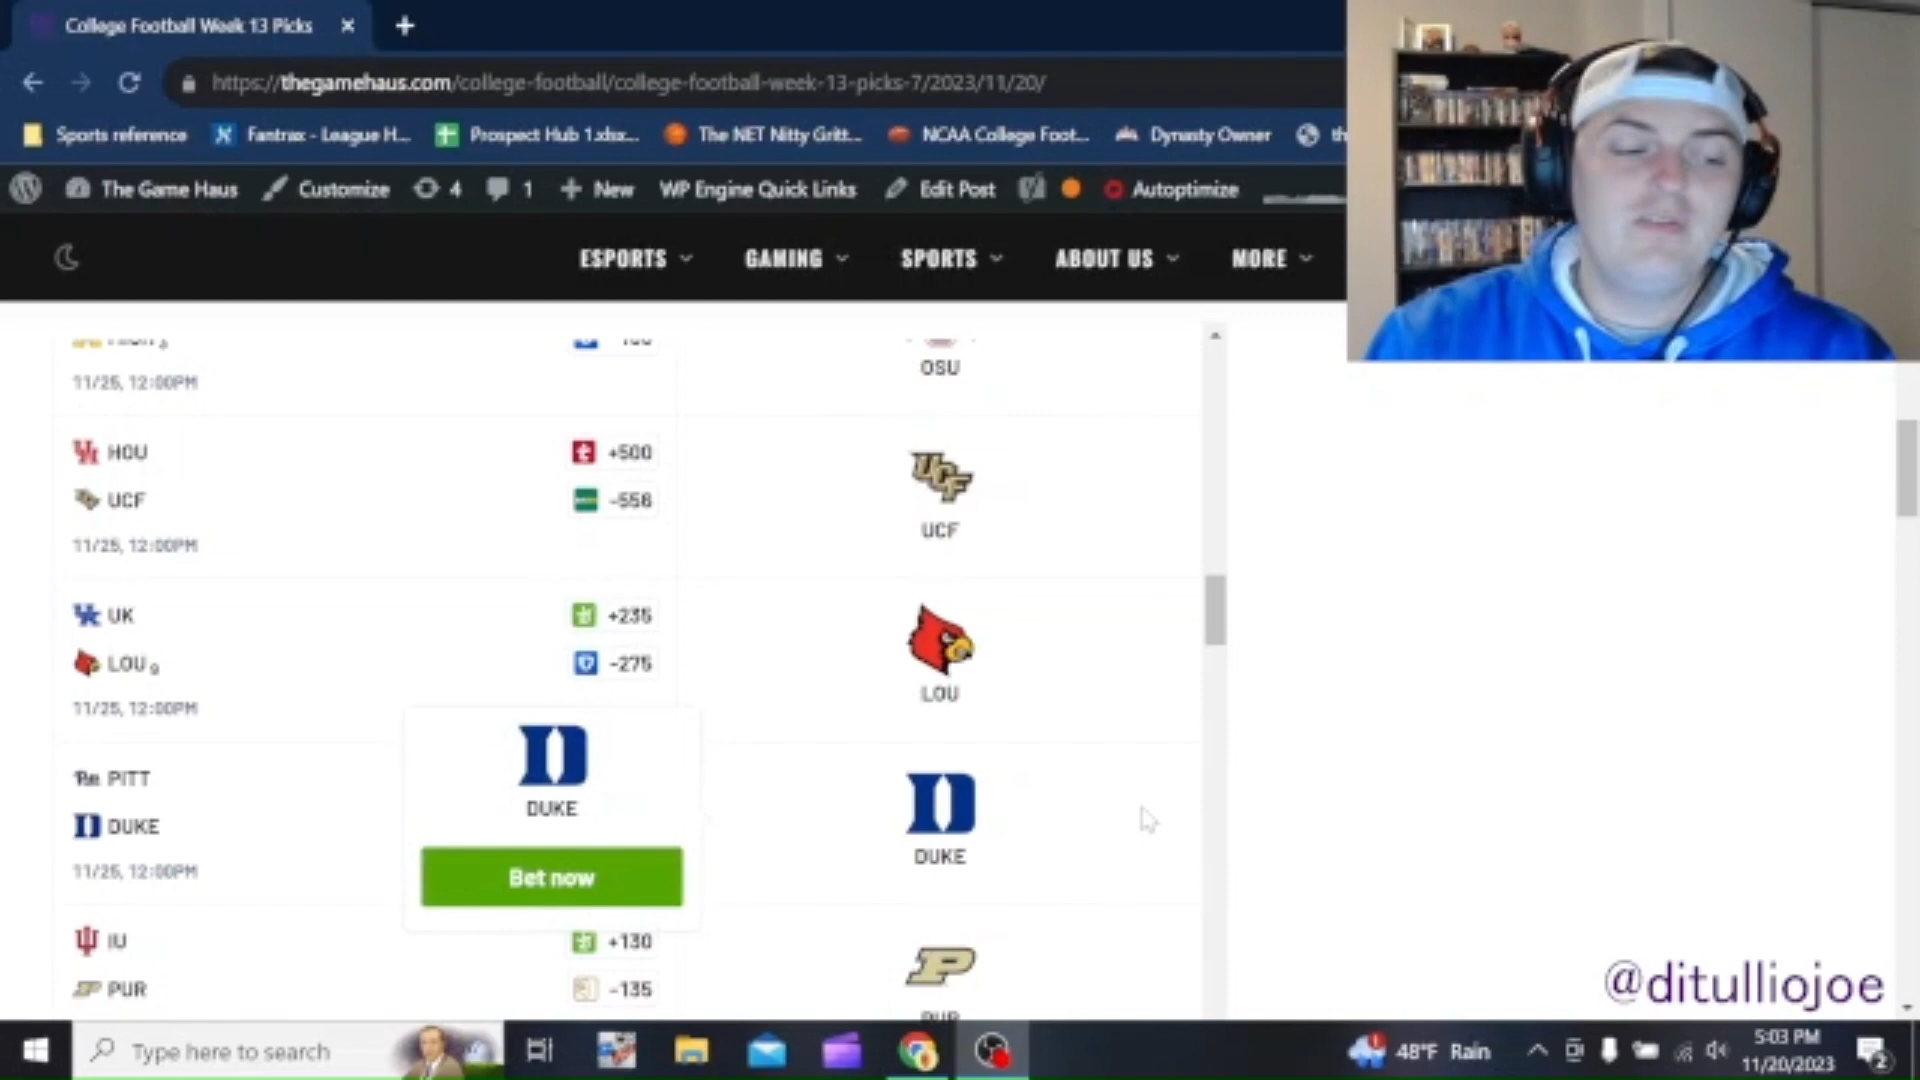 College Football Week 13 Picks
https://thegamehaus.com/college-football/college-football-week-13-picks-7/2023/11/20/
Sports reference Fantrax - League H... Prospect Hub 1.xlsx... The NET Nitty Gritt... NCAA College Foot... Dynasty Owner th
The Game Haus Customize 4 1 New WP Engine Quick Links Edit Post Autoptimize
ESPORTS GAMING SPORTS ABOUT US MORE
OSU
11/25, 12:00PM
HOU +500
UCF -556
UCF
11/25, 12:00PM
UK +235
LOU 9 -275
LOU
11/25, 12:00PM
PITT
DUKE
DUKE
DUKE
11/25, 12:00PM
Bet now
IU +130
PUR -135
@ditulliojoe
Type here to search
48°F Rain
5:03 PM
11/20/2023
2